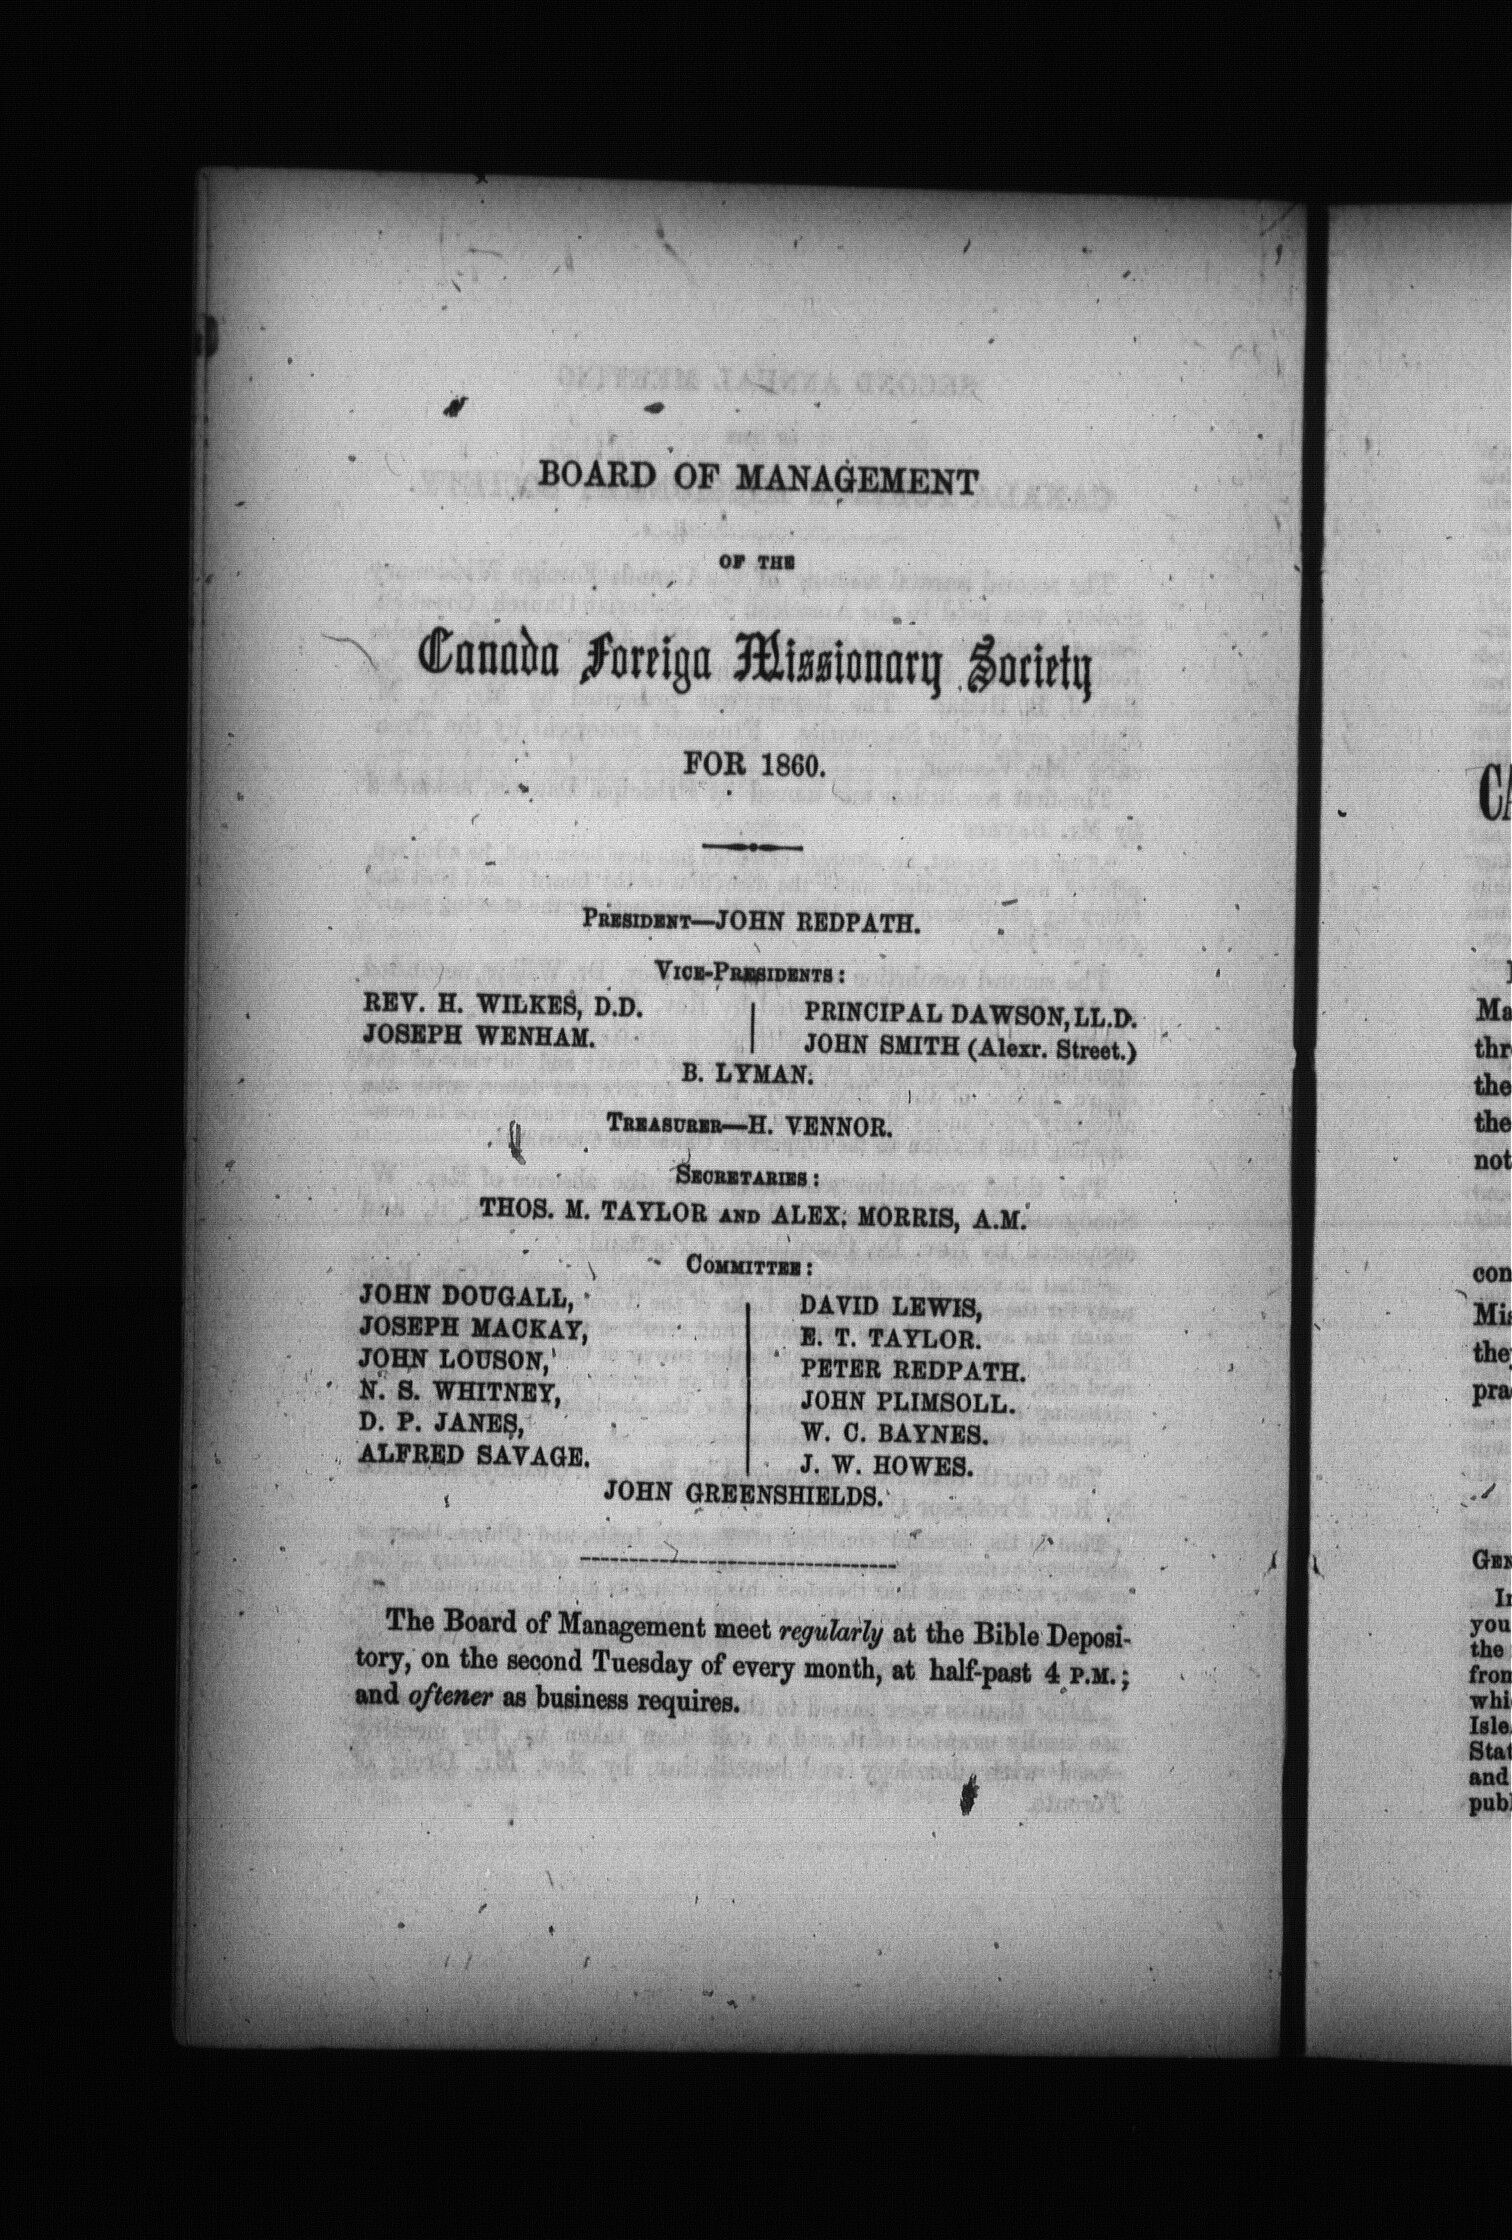 BOARD OF MANAGEMENT
OF THE
Canada Foreign Missionary Society
FOR 1860.
PRESIDENT—JOHN REDPATH.
VICE-PRESIDENTS:
REV. H. WILKES, D.D.
JOSEPH WENHAM.
PRINCIPAL DAWSON, LL.D.
JOHN SMITH (Alexr. Street.)
B. LYMAN.
TREASURER—H. VENNOR.
SECRETARIES:
THOS. M. TAYLOR AND ALEX. MORRIS, A.M.
COMMITTEE:
JOHN DOUGALL,
JOSEPH MACKAY,
JOHN LOUSON,
N. S. WHITNEY,
D. P. JANES,
ALFRED SAVAGE.
DAVID LEWIS,
E. T. TAYLOR.
PETER REDPATH.
JOHN PLIMSOLL.
W. C. BAYNES.
J. W. HOWES.
JOHN GREENSHIELDS.
The Board of Management meet regularly at the Bible Deposi-
tory, on the second Tuesday of every month, at half-past 4 P.M.;
and oftener as business requires.